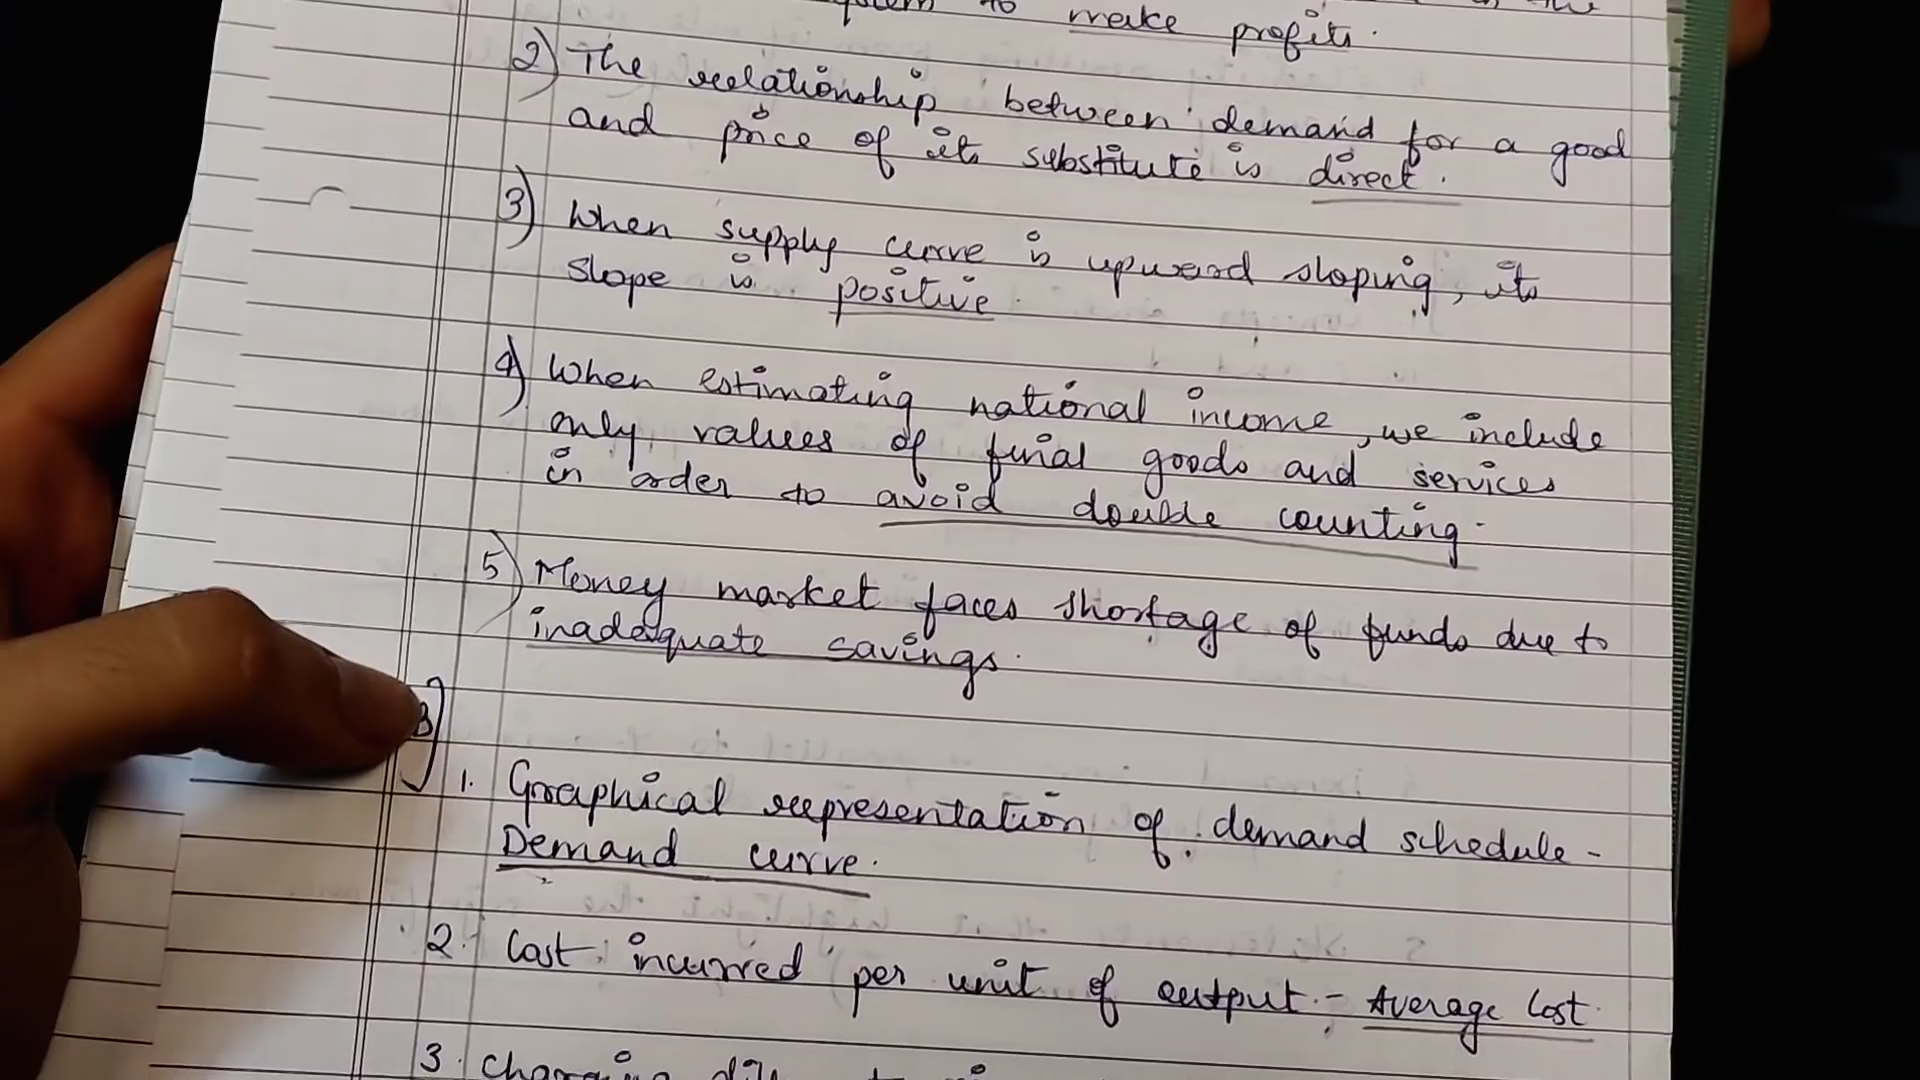 to make profits.
2) The relationship between demand for a good
and price of its substitute is direct.
3) When supply curve is upward sloping, its
slope is positive.
4) When estimating national income, we include
only values of final goods and services
in order to avoid double counting.
5) Money market faces shortage of funds due to
inadequate savings.
B]
1. Graphical representation of demand schedule -
Demand curve.
2. Cost incurred per unit of output. - Average Cost.
3. Charging